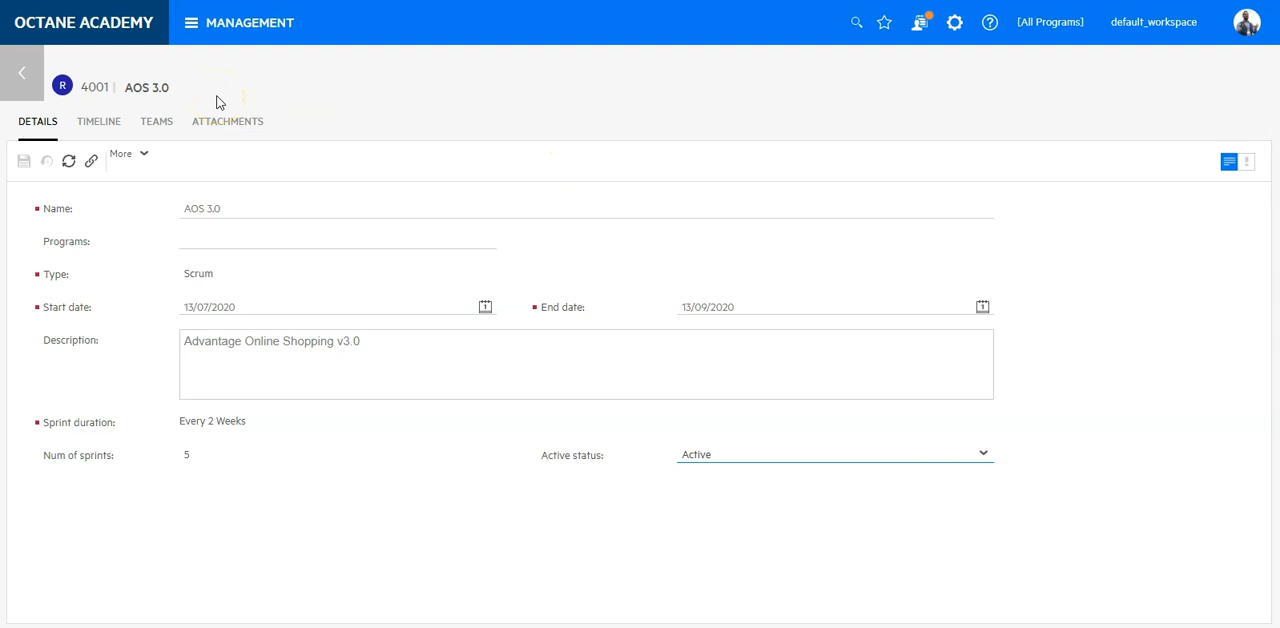 OCTANE ACADEMY MANAGEMENT [All Programs] default_workspace
R 4001 | AOS 3.0
DETAILS TIMELINE TEAMS ATTACHMENTS
More
Name: AOS 3.0
Programs:
Type: Scrum
Start date: 13/07/2020 End date: 13/09/2020
Description: Advantage Online Shopping v3.0
Sprint duration: Every 2 Weeks
Num of sprints: 5 Active status: Active